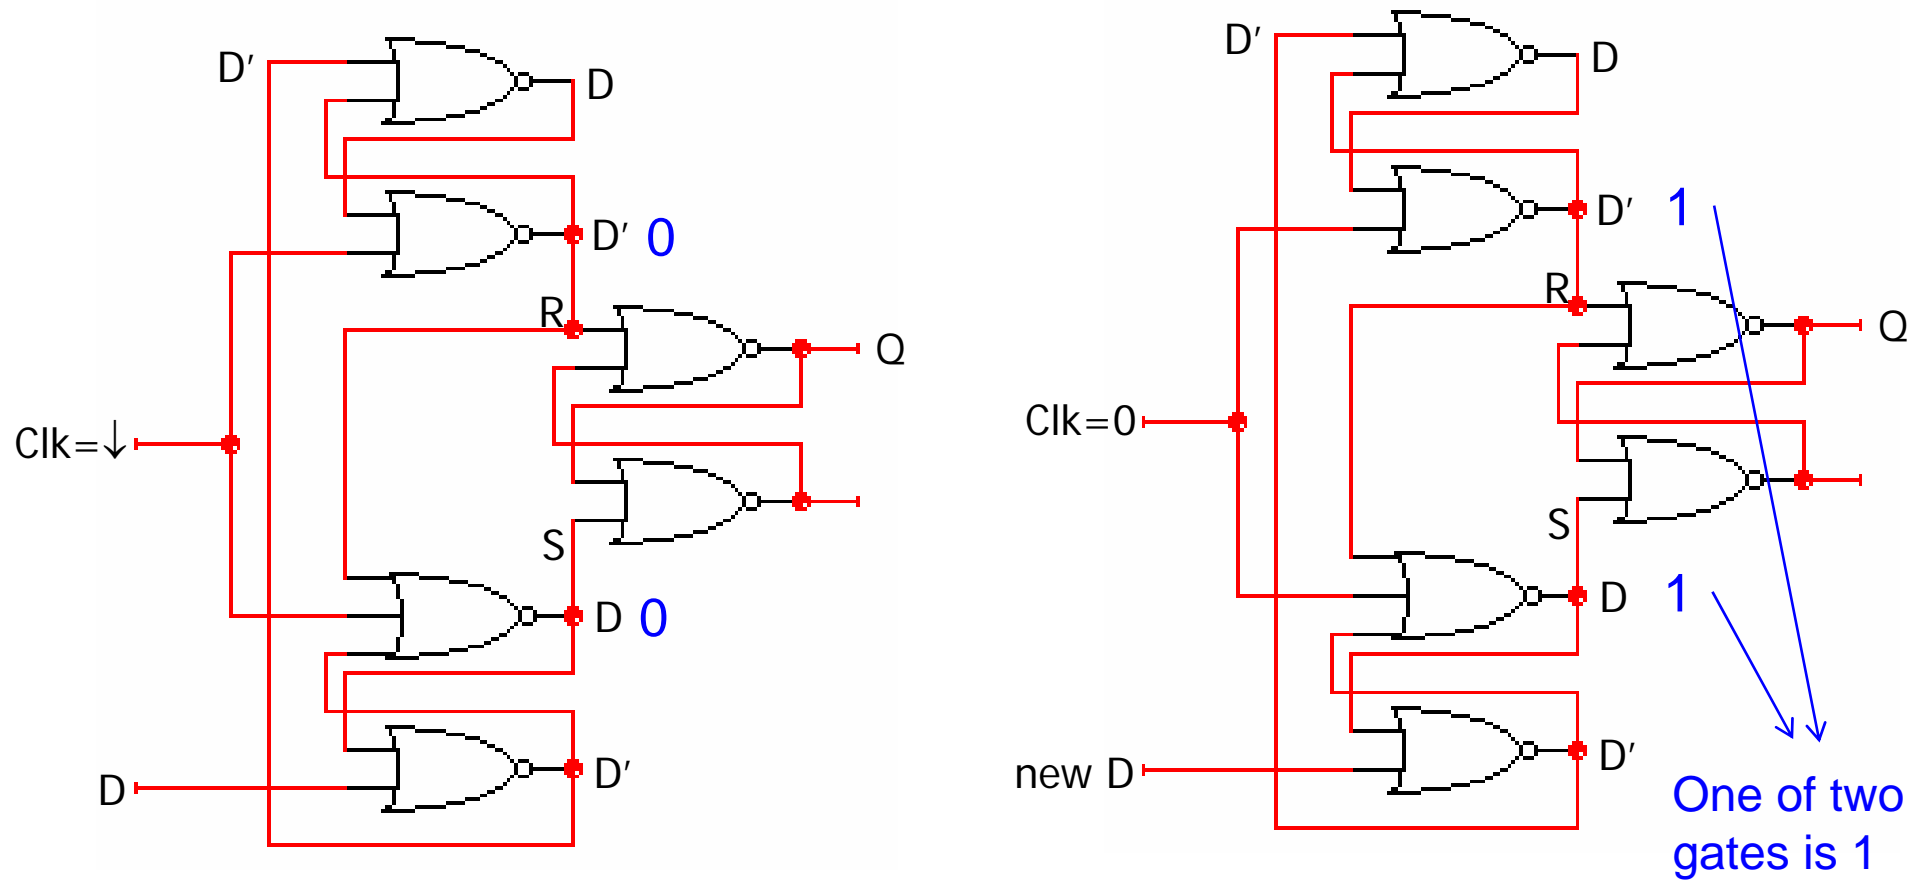 D′
D
D′ 0
R
Q
Clk=↓
S
D 0
D′
D
D′
D
D′ 1
R
Q
Clk=0
S
D 1
D′
new D
One of two
gates is 1